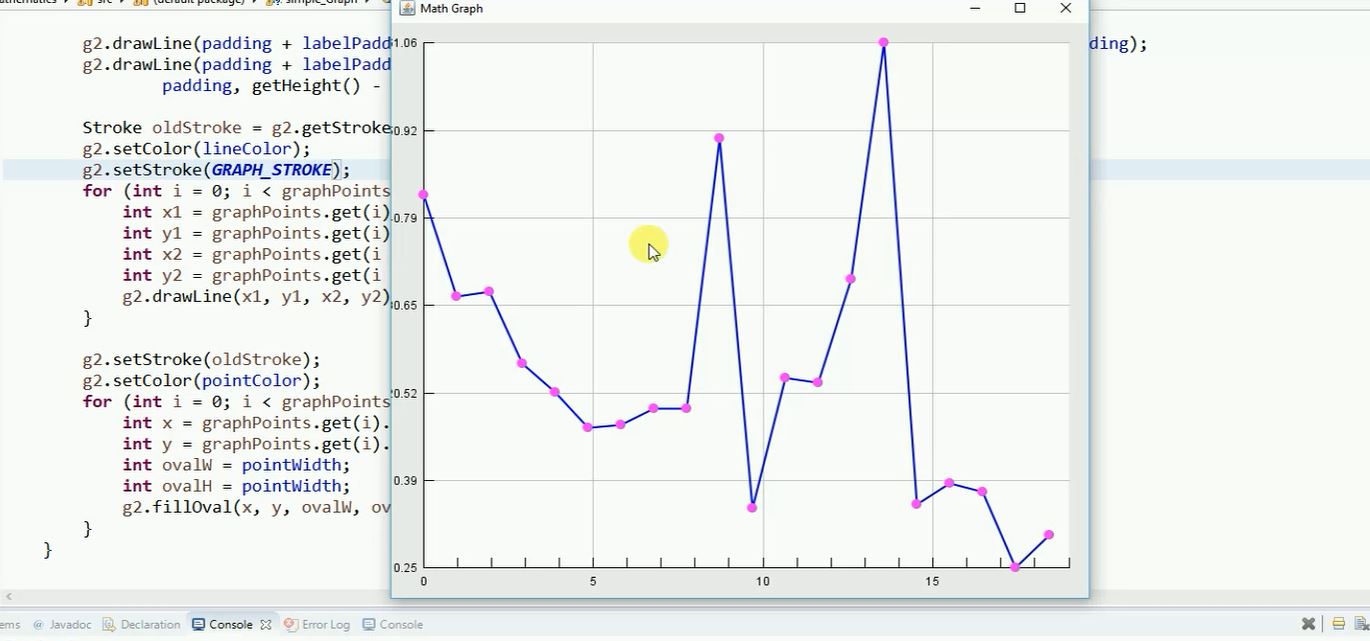 athematics src (default package) simple_Graph
Math Graph
g2.drawLine(padding + labelPadd
ding);
g2.drawLine(padding + labelPadd
padding, getHeight() -
Stroke oldStroke = g2.getStroke
g2.setColor(lineColor);
g2.setStroke(GRAPH_STROKE);
for (int i = 0; i < graphPoints
int x1 = graphPoints.get(i)
int y1 = graphPoints.get(i)
int x2 = graphPoints.get(i
int y2 = graphPoints.get(i
g2.drawLine(x1, y1, x2, y2)
}
g2.setStroke(oldStroke);
g2.setColor(pointColor);
for (int i = 0; i < graphPoints
int x = graphPoints.get(i).
int y = graphPoints.get(i).
int ovalW = pointWidth;
int ovalH = pointWidth;
g2.fillOval(x, y, ovalW, ov
}
}
1.06
0.92
0.79
0.65
0.52
0.39
0.25
0 5 10 15
ems @ Javadoc Declaration Console Error Log Console